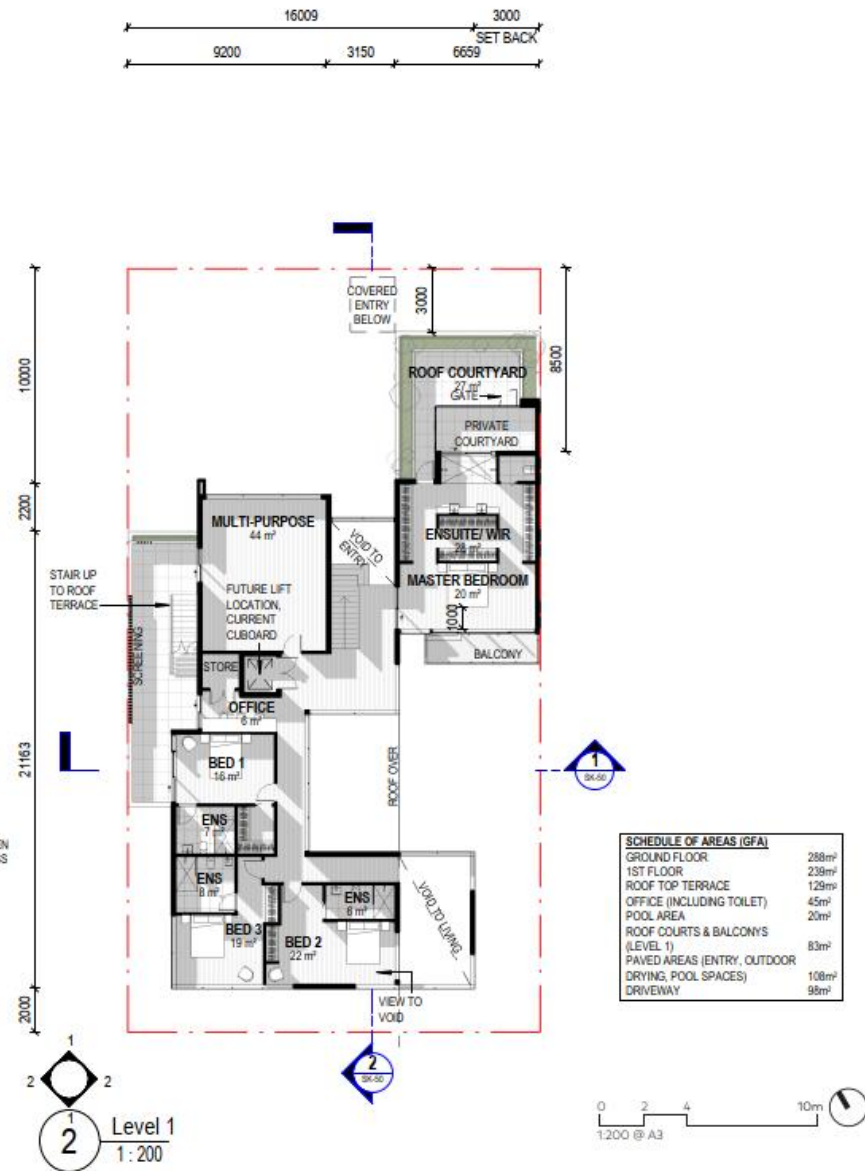 16009
3000
SET BACK
9200
3150
6659
COVERED
ENTRY
BELOW
3000
8500
10000
2200
21163
2000
ROOF COURTYARD
27 m²
GATE
PRIVATE
COURTYARD
MULTI-PURPOSE
44 m²
VOID TO
ENTRY
ENSUITE/ WIR
MASTER BEDROOM
20 m²
1000
BALCONY
STAIR UP
TO ROOF
TERRACE
FUTURE LIFT
LOCATION,
CURRENT
CUBOARD
SCREENING
STORE
OFFICE
6 m²
ROOF OVER
BED 1
16 m²
ENS
7 m²
ENS
8 m²
ENS
6 m²
BED 3
19 m²
BED 2
22 m²
VOID TO LIVING
VIEW TO
VOID
1
SK-50
2
SK-50
EN
S
SCHEDULE OF AREAS (GFA)
GROUND FLOOR 288m²
1ST FLOOR 239m²
ROOF TOP TERRACE 129m²
OFFICE (INCLUDING TOILET) 45m²
POOL AREA 20m²
ROOF COURTS & BALCONYS
(LEVEL 1) 83m²
PAVED AREAS (ENTRY, OUTDOOR
DRYING, POOL SPACES) 108m²
DRIVEWAY 98m²
1
2 2
1
2
Level 1
1 : 200
0 2 4 10m
1:200 @ A3